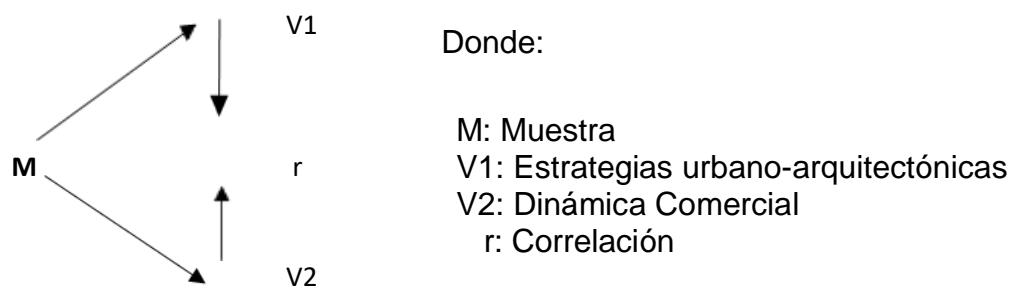 V1
Donde:
M: Muestra
M
r
V1: Estrategias urbano-arquitectónicas
V2: Dinámica Comercial
r: Correlación
V2